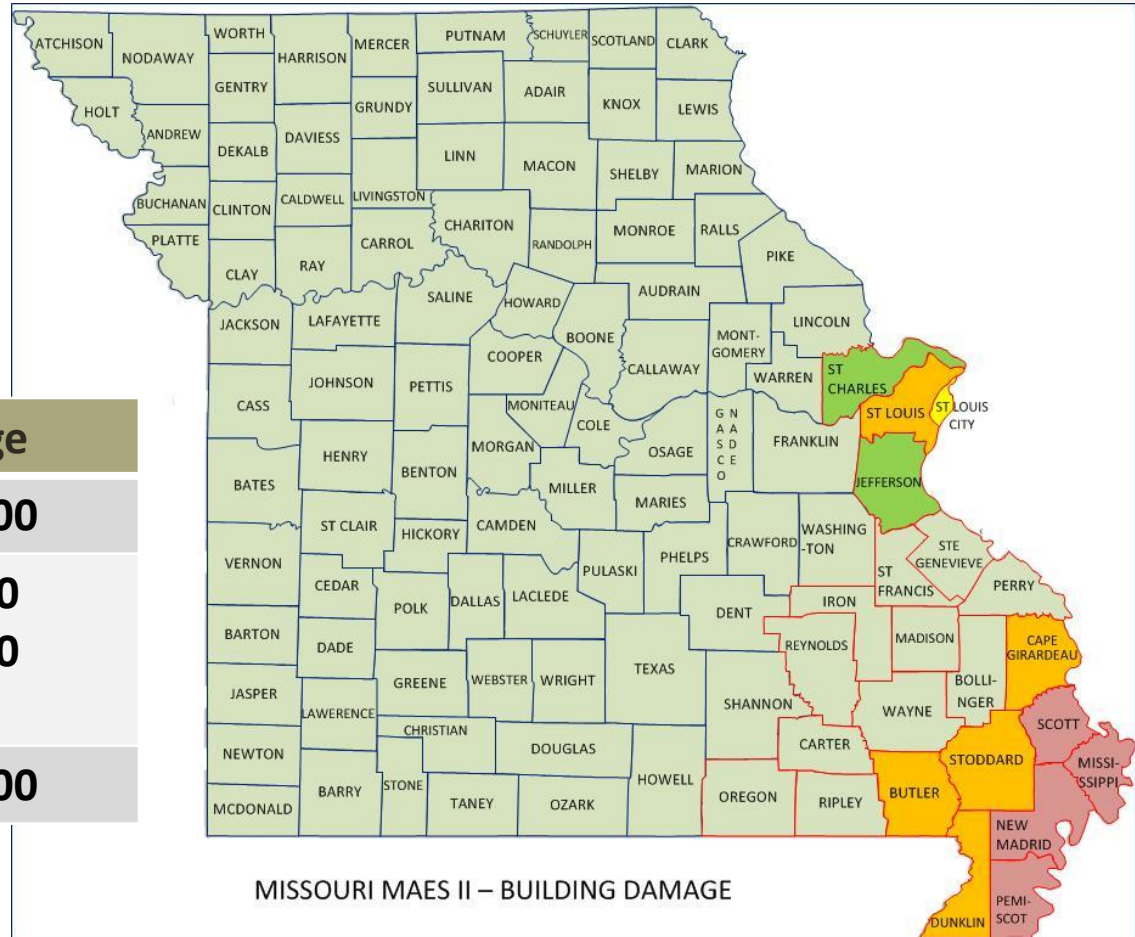 ge
00
0
0
00
ATCHISON
NODAWAY
WORTH
HARRISON
MERCER
PUTNAM
SCHUYLER
SCOTLAND
CLARK
HOLT
GENTRY
GRUNDY
SULLIVAN
ADAIR
KNOX
LEWIS
ANDREW
DEKALB
DAVIESS
LINN
MACON
SHELBY
MARION
BUCHANAN
CLINTON
CALDWELL
LIVINGSTON
CHARITON
RANDOLPH
MONROE
RALLS
PIKE
PLATTE
CLAY
RAY
CARROL
SALINE
HOWARD
AUDRAIN
JACKSON
LAFAYETTE
BOONE
CALLAWAY
MONT-
GOMERY
LINCOLN
WARREN
ST
CHARLES
COOPER
CASS
JOHNSON
PETTIS
MONITEAU
COLE
MORGAN
OSAGE
G
A
S
C
O
N
A
D
E
FRANKLIN
ST LOUIS
ST LOUIS
CITY
BATES
HENRY
BENTON
MILLER
MARIES
JEFFERSON
ST CLAIR
HICKORY
CAMDEN
CRAWFORD
WASHING
-TON
VERNON
CEDAR
POLK
DALLAS
LACLEDE
PULASKI
PHELPS
ST
FRANCIS
STE
GENEVIEVE
PERRY
BARTON
DADE
DENT
IRON
REYNOLDS
MADISON
CAPE
GIRARDEAU
JASPER
LAWERENCE
GREENE
WEBSTER
WRIGHT
TEXAS
SHANNON
WAYNE
BOLLI-
NGER
SCOTT
NEWTON
CHRISTIAN
DOUGLAS
HOWELL
CARTER
STODDARD
MISSI-
SSIPPI
MCDONALD
BARRY
STONE
TANEY
OZARK
OREGON
RIPLEY
BUTLER
NEW
MADRID
MISSOURI MAES II – BUILDING DAMAGE
DUNKLIN
PEMI-
SCOT